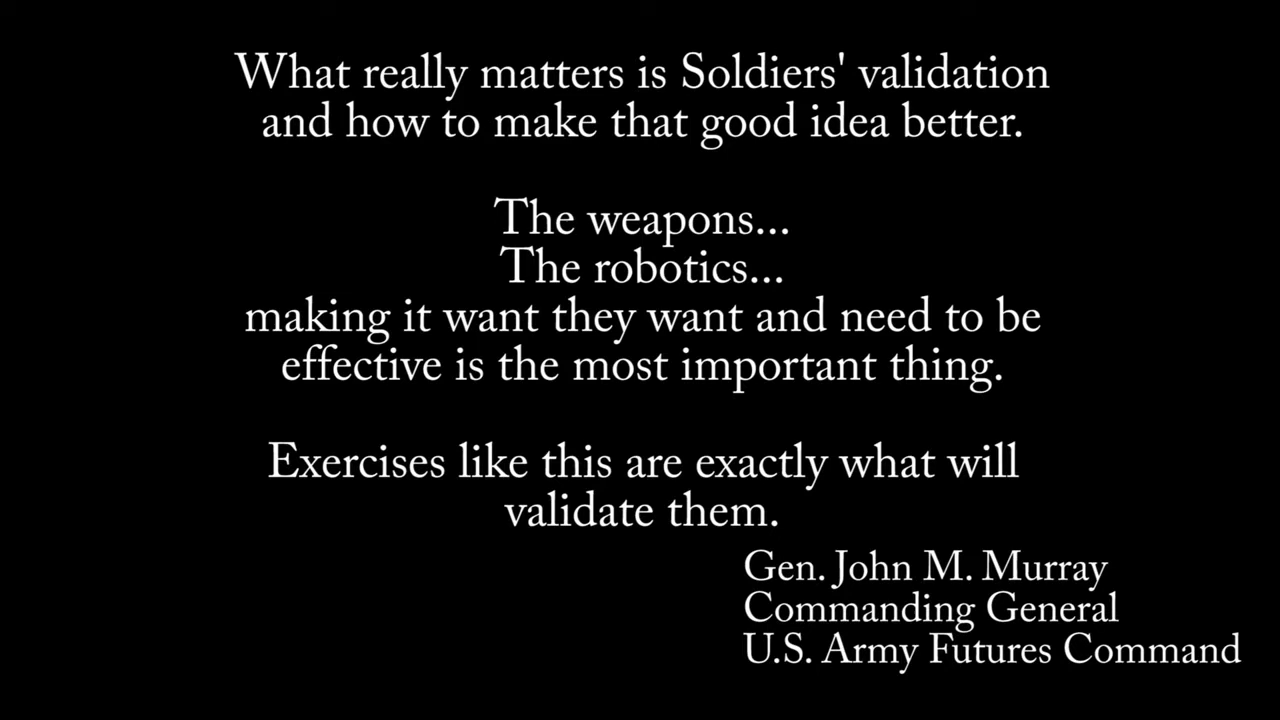 What really matters is Soldiers' validation
and how to make that good idea better.
The weapons...
The robotics...
making it want they want and need to be
effective is the most important thing.
Exercises like this are exactly what will
validate them.
Gen. John M. Murray
Commanding General
U.S. Army Futures Command